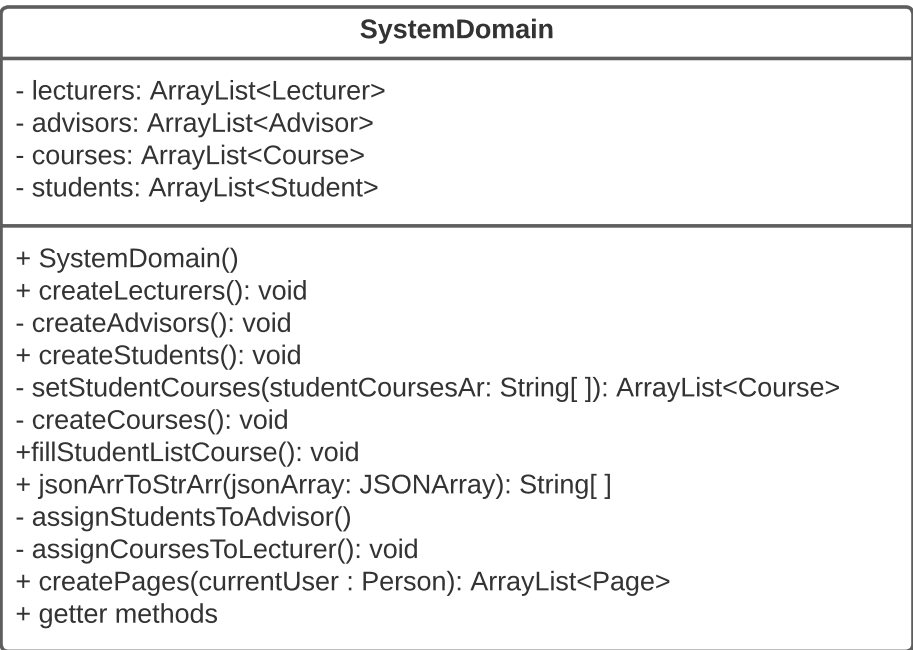 SystemDomain
- lecturers: ArrayList<Lecturer>
- advisors: ArrayList<Advisor>
- courses: ArrayList<Course>
- students: ArrayList<Student>
+ SystemDomain()
+ createLecturers(): void
- createAdvisors(): void
+ createStudents(): void
- setStudentCourses(studentCoursesAr: String[ ]): ArrayList<Course>
- createCourses(): void
+fillStudentListCourse(): void
+ jsonArrToStrArr(jsonArray: JSONArray): String[ ]
- assignStudentsToAdvisor()
- assignCoursesToLecturer(): void
+ createPages(currentUser : Person): ArrayList<Page>
+ getter methods